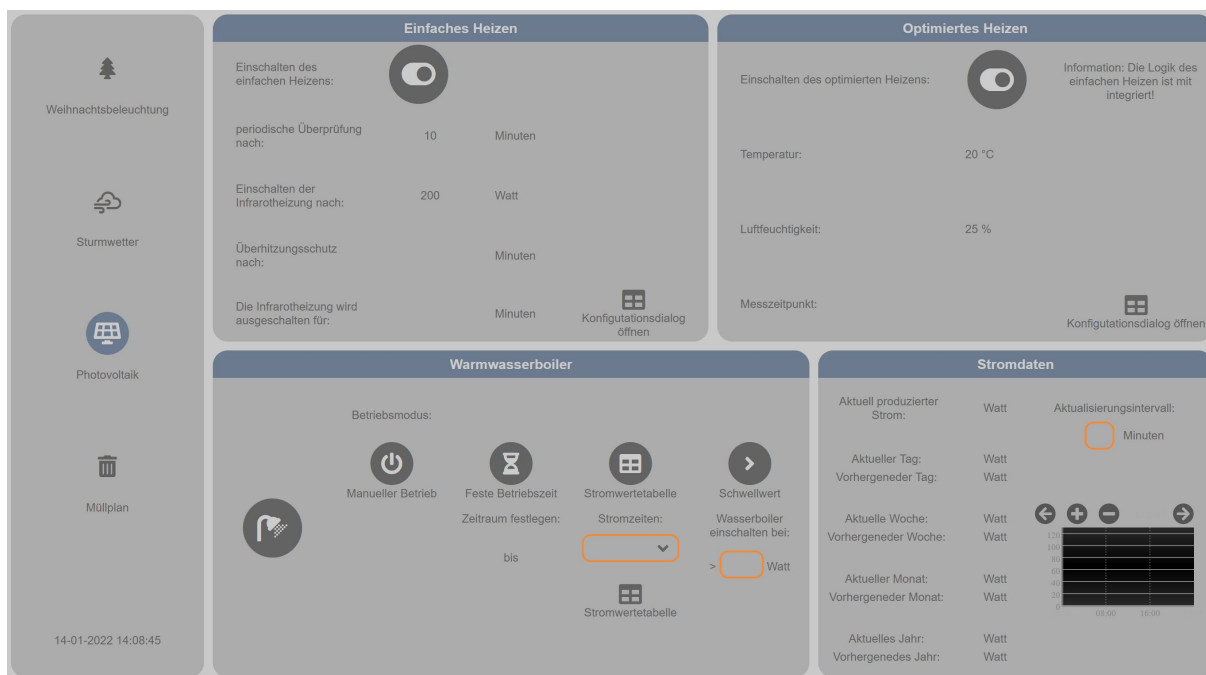 Weihnachtsbeleuchtung
Sturmwetter
Photovoltaik
Müllplan
14-01-2022 14:08:45
Einfaches Heizen
Einschalten des
einfachen Heizens:
periodische Überprüfung
nach:
10
Minuten
Einschalten der
Infrarotheizung nach:
200
Watt
Überhitzungsschutz
nach:
Minuten
Die Infrarotheizung wird
ausgeschalten für:
Minuten
Konfigutationsdialog
öffnen
Optimiertes Heizen
Einschalten des optimierten Heizens:
Information: Die Logik des
einfachen Heizen ist mit
integriert!
Temperatur:
20 °C
Luftfeuchtigkeit:
25 %
Messzeitpunkt:
Konfigutationsdialog öffnen
Warmwasserboiler
Betriebsmodus:
Manueller Betrieb
Feste Betriebszeit
Stromwertetabelle
Schwellwert
Zeitraum festlegen:
bis
Stromzeiten:
Stromwertetabelle
Wasserboiler
einschalten bei:
> Watt
Stromdaten
Aktuell produzierter
Strom:
Watt
Aktualisierungsintervall:
Minuten
Aktueller Tag:
Watt
Vorhergeneder Tag:
Watt
Aktuelle Woche:
Watt
Vorhergeneder Woche:
Watt
Aktueller Monat:
Watt
Vorhergeneder Monat:
Watt
Aktuelles Jahr:
Watt
Vorhergenedes Jahr:
Watt
120
100
80
60
40
20
0
08:00
16:00